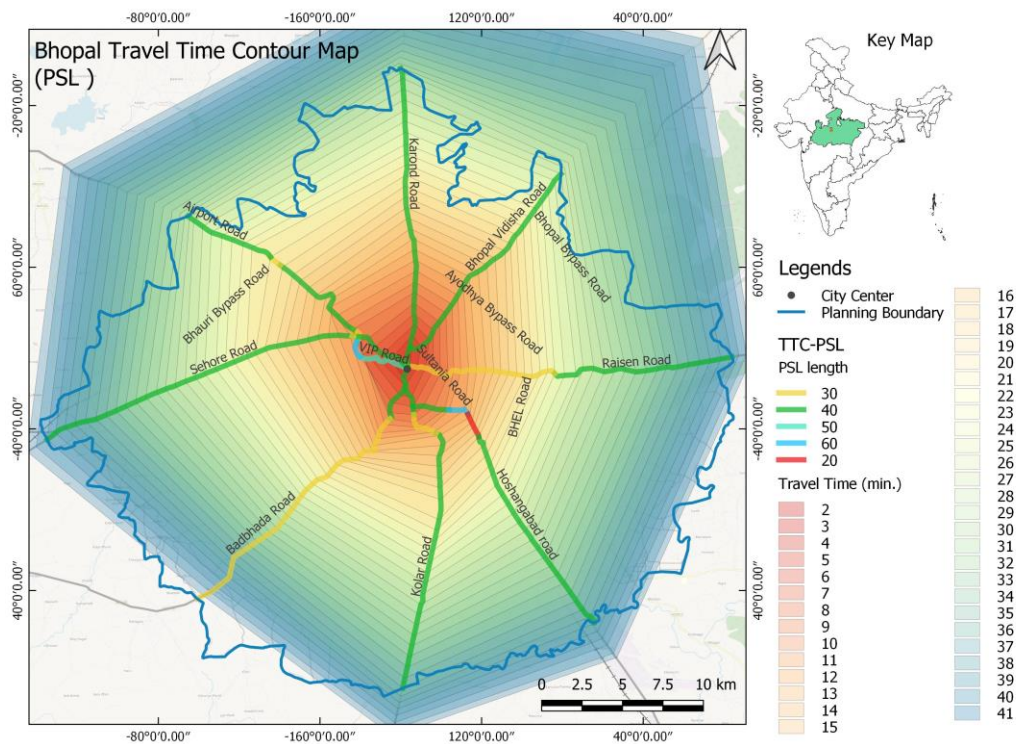 -80°0'0.00"
-160°0'0.00"
120°0'0.00"
40°0'0.00"
Bhopal Travel Time Contour Map
(PSL )
Key Map
20°0'0.00"
60°0'0.00"
-40°0'0.00"
40°0'0.00"
-20°0'0.00"
60°0'0.00"
-40°0'0.00"
40°0'0.00"
Karond Road
Airport Road
Bhopal Vidisha Road
Bhopal Bypass Road
Bhauri Bypass Road
Ayodhya Bypass Road
Sehore Road
VIP Road
Sultania Road
Raisen Road
BHEL Road
Badbhada Road
Kolar Road
Hoshangabad road
0 2.5 5 7.5 10 km
-80°0'0.00"
-160°0'0.00"
120°0'0.00"
40°0'0.00"
Legends
City Center
Planning Boundary
TTC-PSL
PSL length
30
40
50
60
20
Travel Time (min.)
2
3
4
5
6
7
8
9
10
11
12
13
14
15
16
17
18
19
20
21
22
23
24
25
26
27
28
29
30
31
32
33
34
35
36
37
38
39
40
41